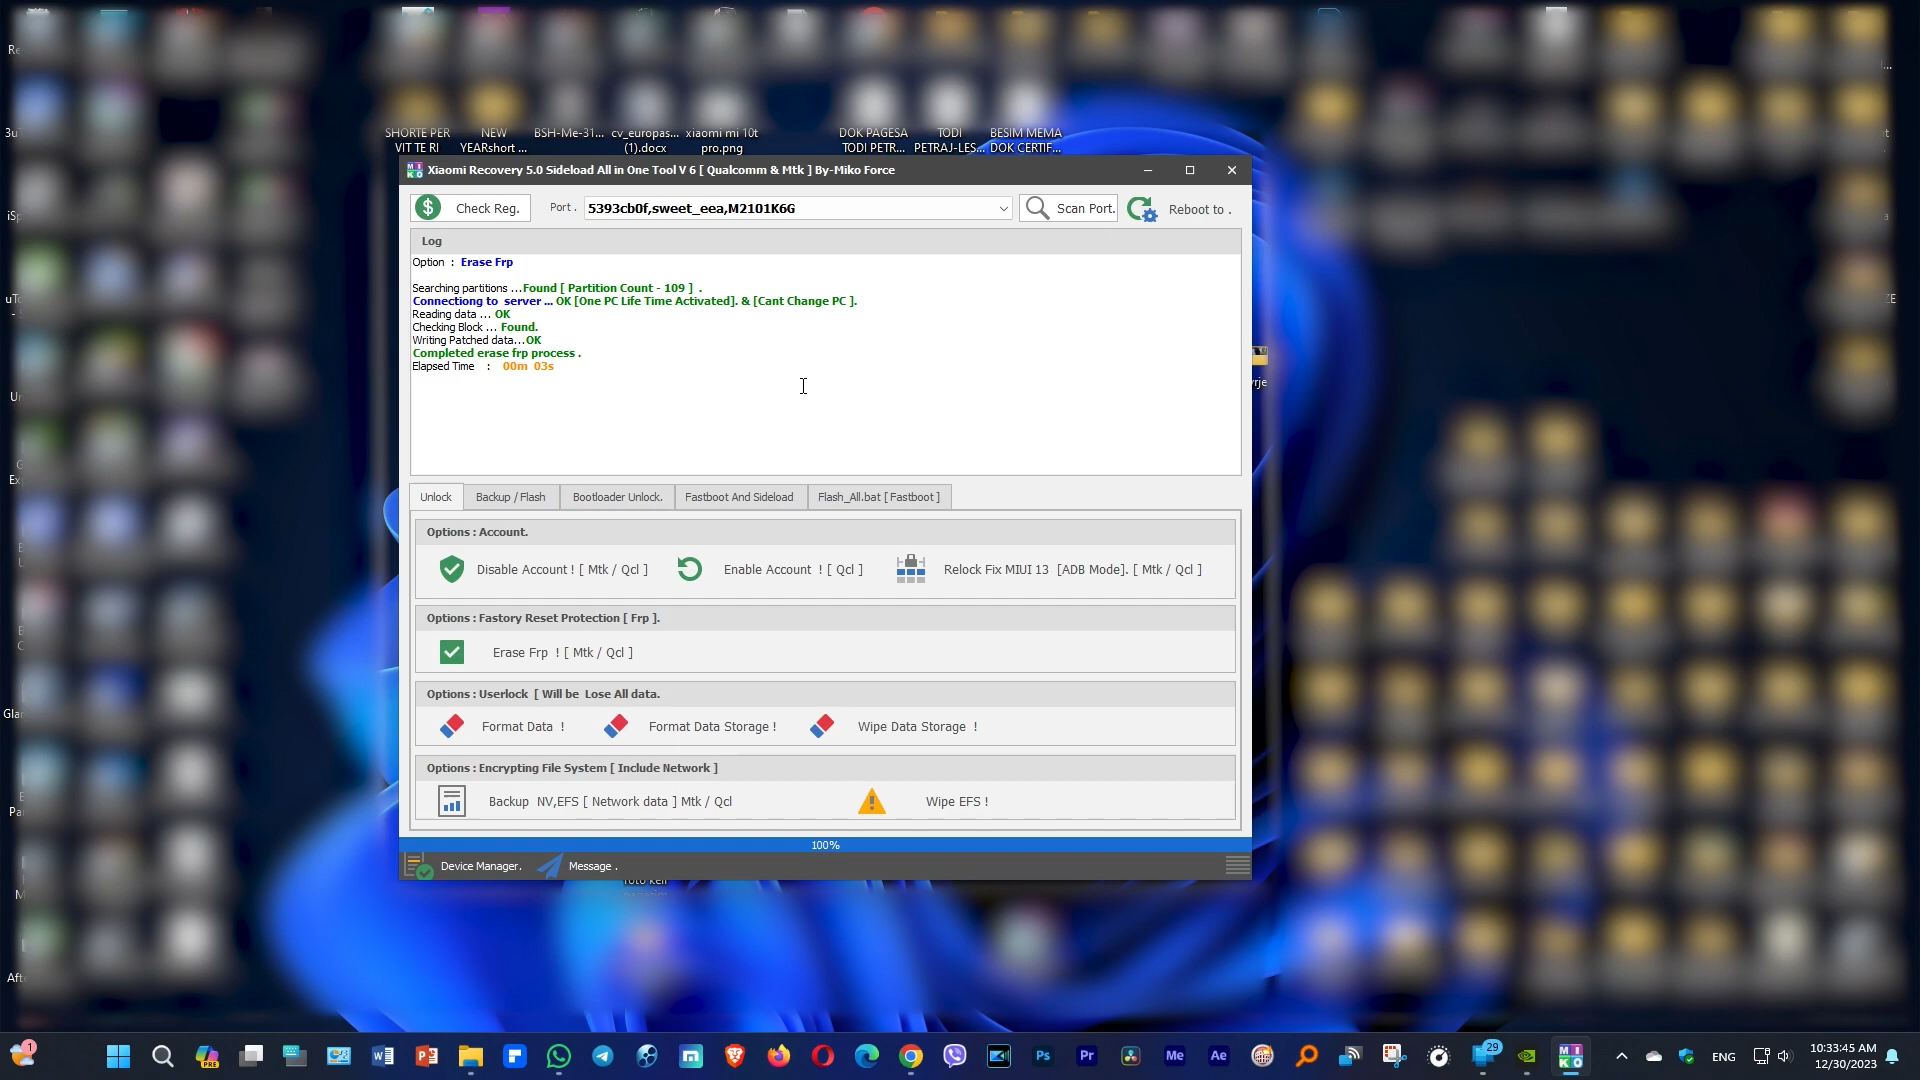 SHORTE PER
VIT TE RI
NEW
YEARshort ...
BSH-Me-31...
cv_europas...
(1).docx
xiaomi mi 10t
pro.png
DOK PAGESA
TODI PETR...
TODI
PETRAJ-LES...
BESIM MEMA
DOK CERTIF...
Xiaomi Recovery 5.0 Sideload All in One Tool V 6 [ Qualcomm & Mtk ] By-Miko Force
Check Reg.
Port .
5393cb0f,sweet_eea,M2101K6G
Scan Port.
Reboot to .
Log
Option : Erase Frp
Searching partitions ...Found [ Partition Count - 109 ] .
Connectiong to server ... OK [One PC Life Time Activated]. & [Cant Change PC ].
Reading data ... OK
Checking Block ... Found.
Writing Patched data...OK
Completed erase frp process .
Elapsed Time : 00m 03s
Unlock
Backup / Flash
Bootloader Unlock.
Fastboot And Sideload
Flash_All.bat [ Fastboot ]
Options : Account.
Disable Account ! [ Mtk / Qcl ]
Enable Account ! [ Qcl ]
Relock Fix MIUI 13 [ADB Mode]. [ Mtk / Qcl ]
Options : Fastory Reset Protection [ Frp ].
Erase Frp ! [ Mtk / Qcl ]
Options : Userlock [ Will be Lose All data.
Format Data !
Format Data Storage !
Wipe Data Storage !
Options : Encrypting File System [ Include Network ]
Backup NV,EFS [ Network data ] Mtk / Qcl
Wipe EFS !
100%
Device Manager.
Message .
1
PRE
Ps
Pr
Me
Ae
29
MI
KO
ENG
10:33:45 AM
12/30/2023